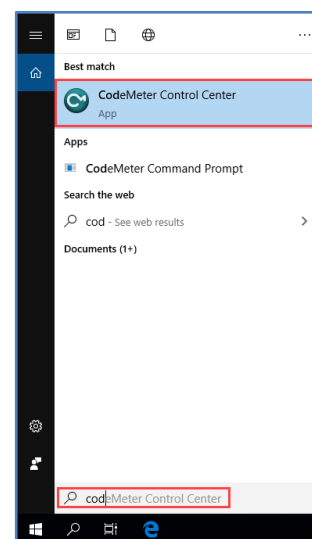 ...
Best match
CodeMeter Control Center
App
Apps
CodeMeter Command Prompt
Search the web
cod - See web results
Documents (1+)
codeMeter Control Center